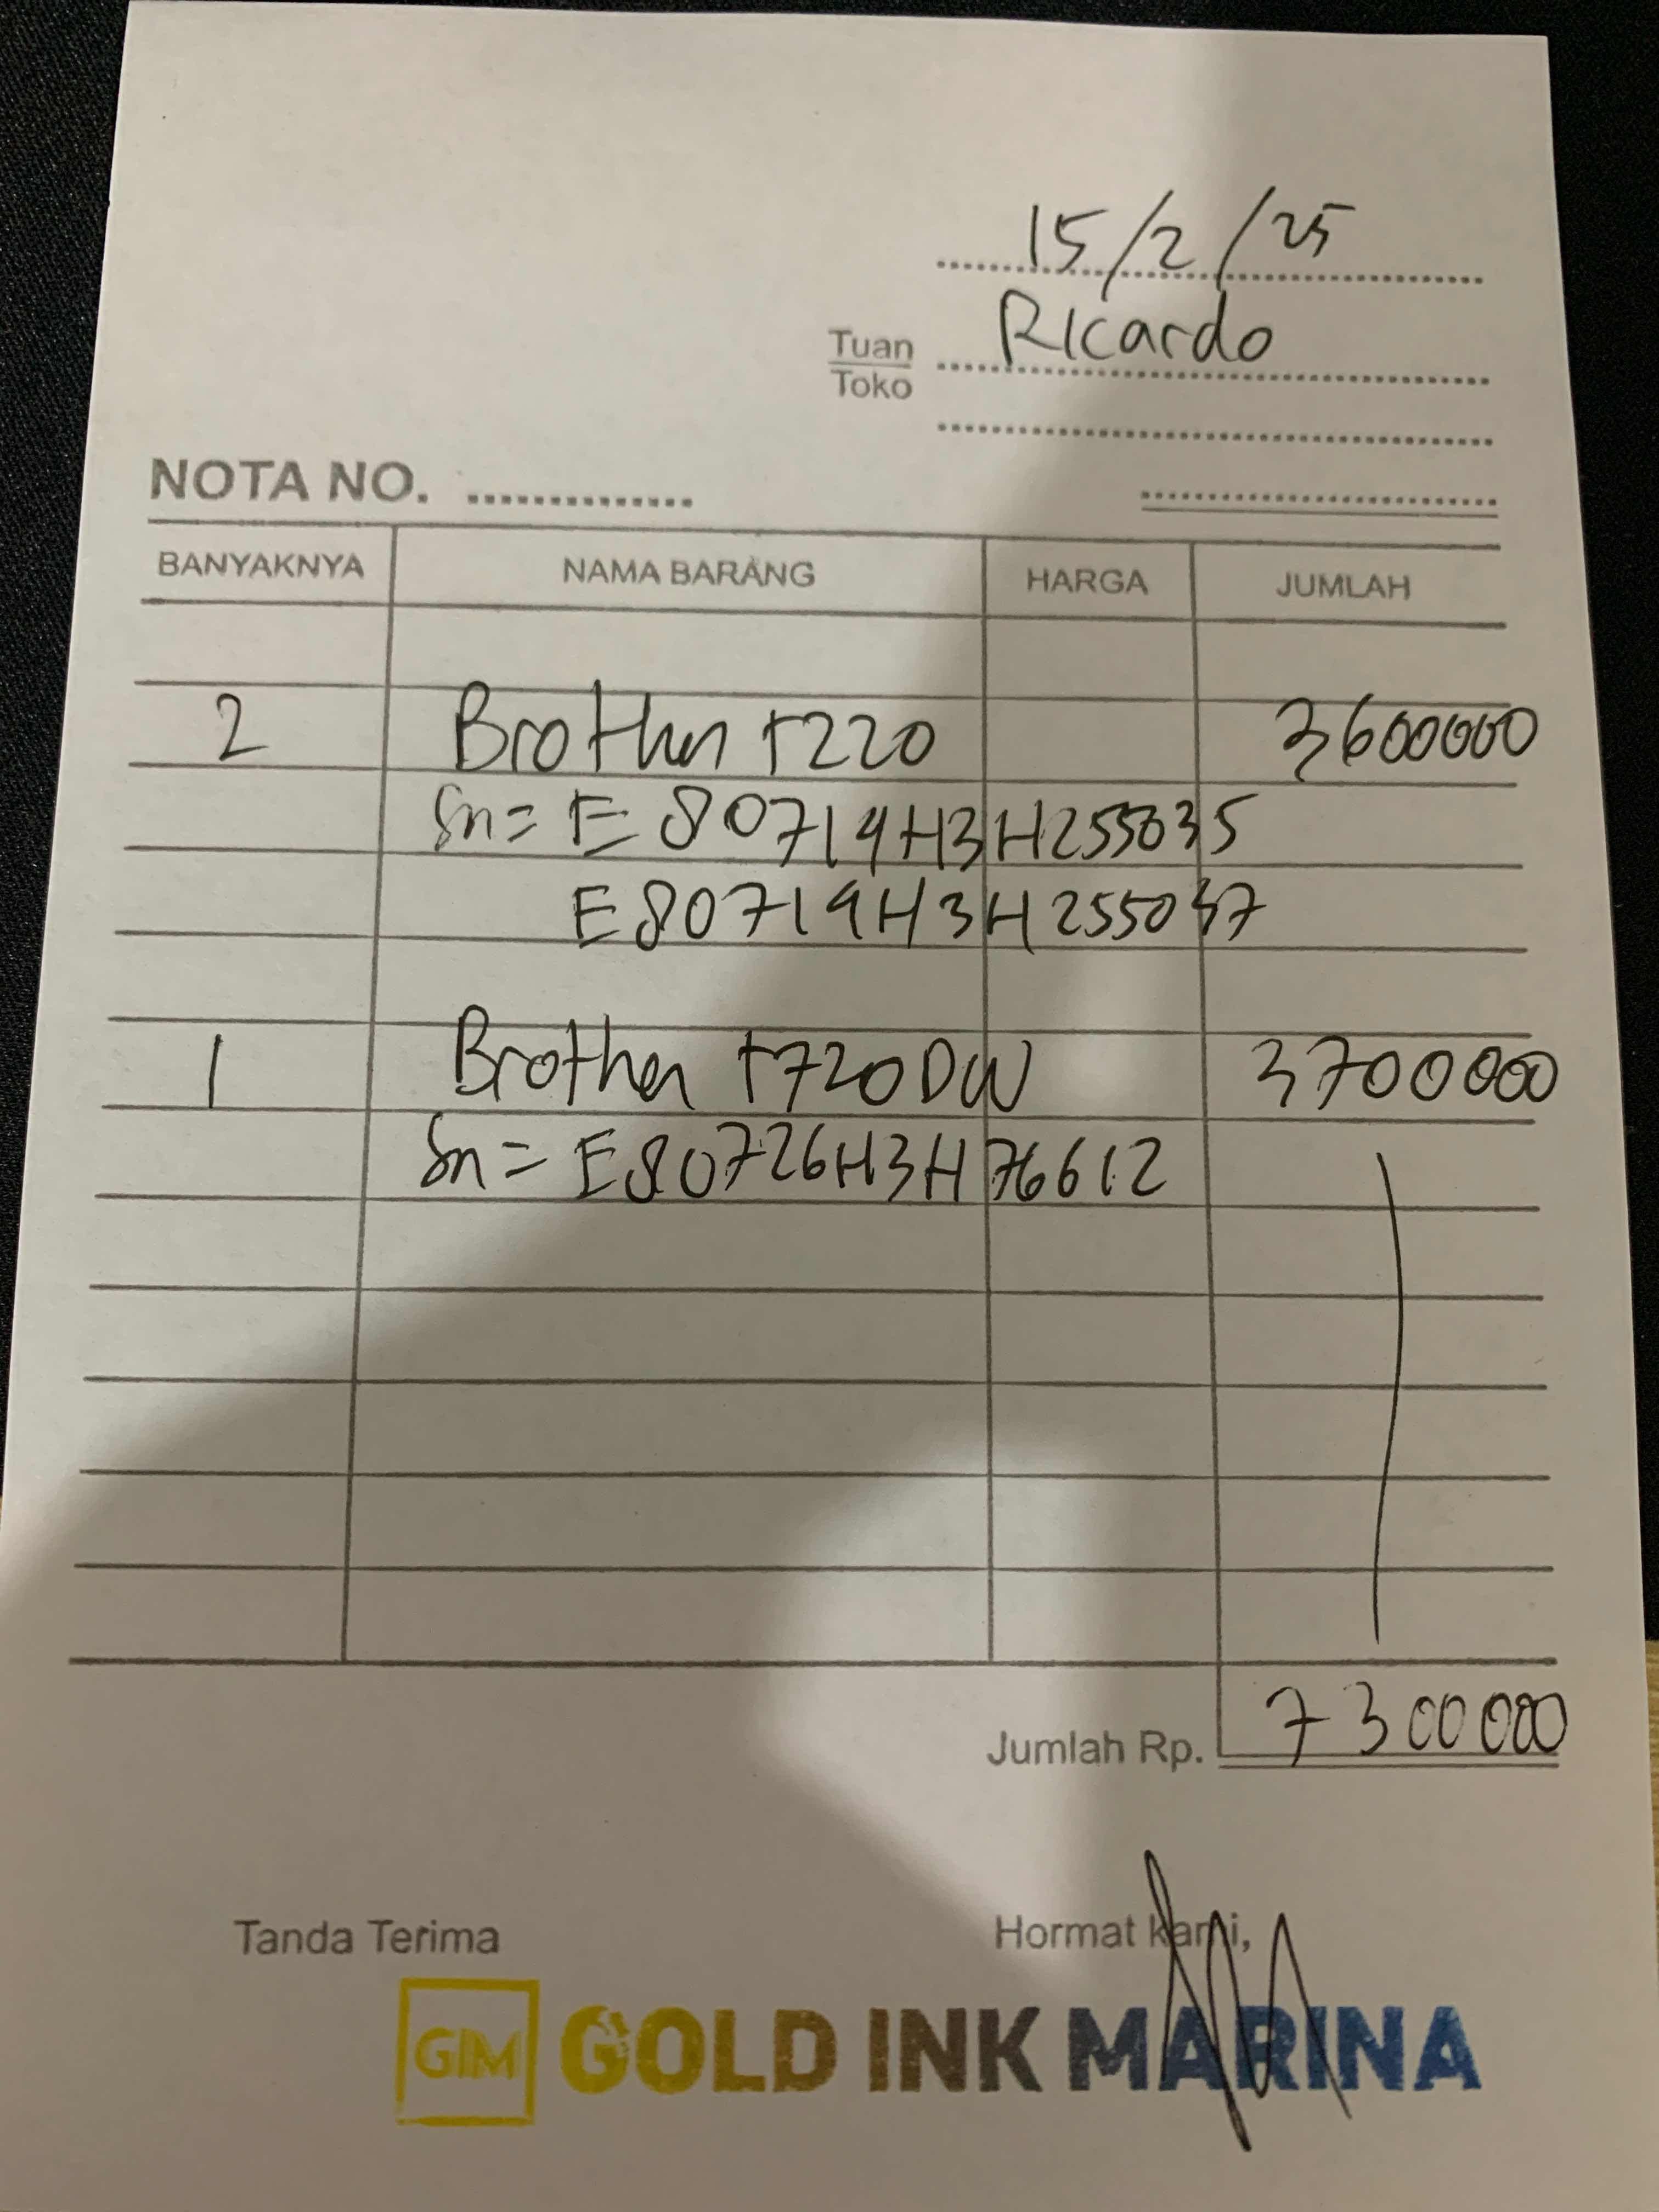 15/2/25
Tuan Ricardo
Toko
NOTA NO.
BANYAKNYA NAMA BARANG HARGA JUMLAH
2 Brother t220 3600000
Sn = E80719H3H255035
E80719H3H255037
1 Brother t720DW 3700000
Sn = E80726H3H76612
Jumlah Rp. 7300000
Tanda Terima Hormat kami,
GIM GOLD INK MARINA